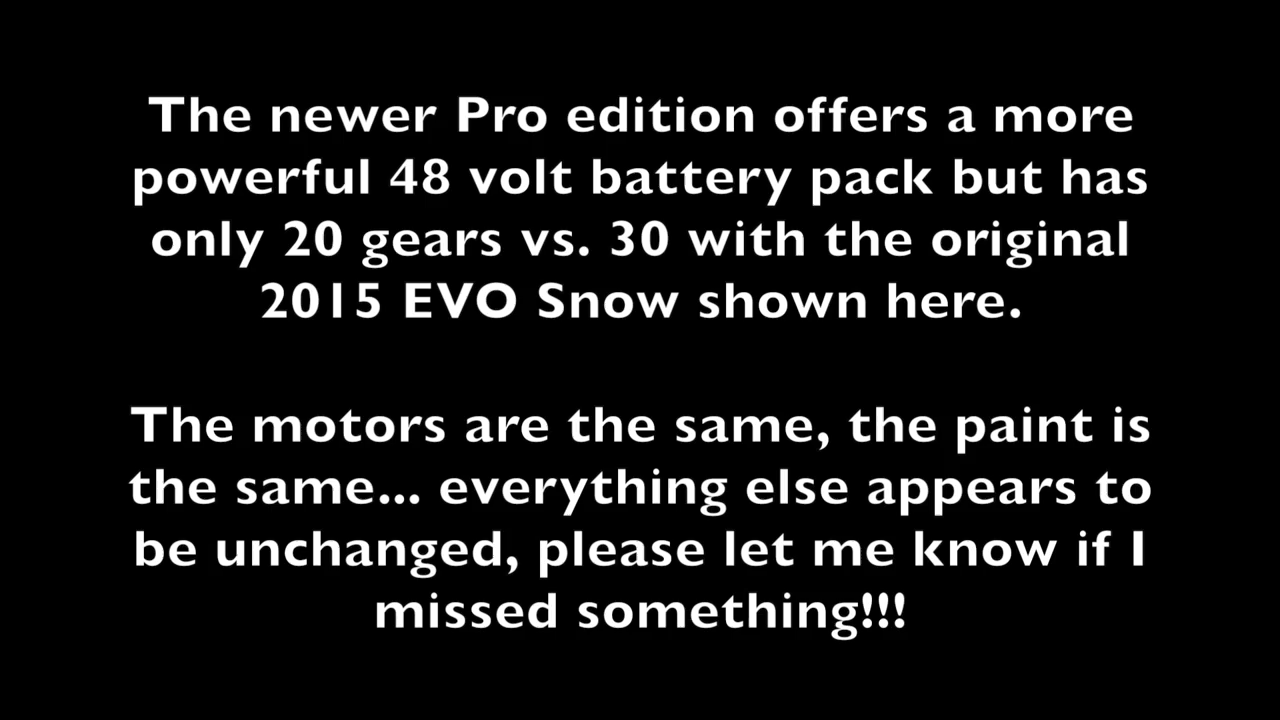 The newer Pro edition offers a more
powerful 48 volt battery pack but has
only 20 gears vs. 30 with the original
2015 EVO Snow shown here.
The motors are the same, the paint is
the same... everything else appears to
be unchanged, please let me know if I
missed something!!!